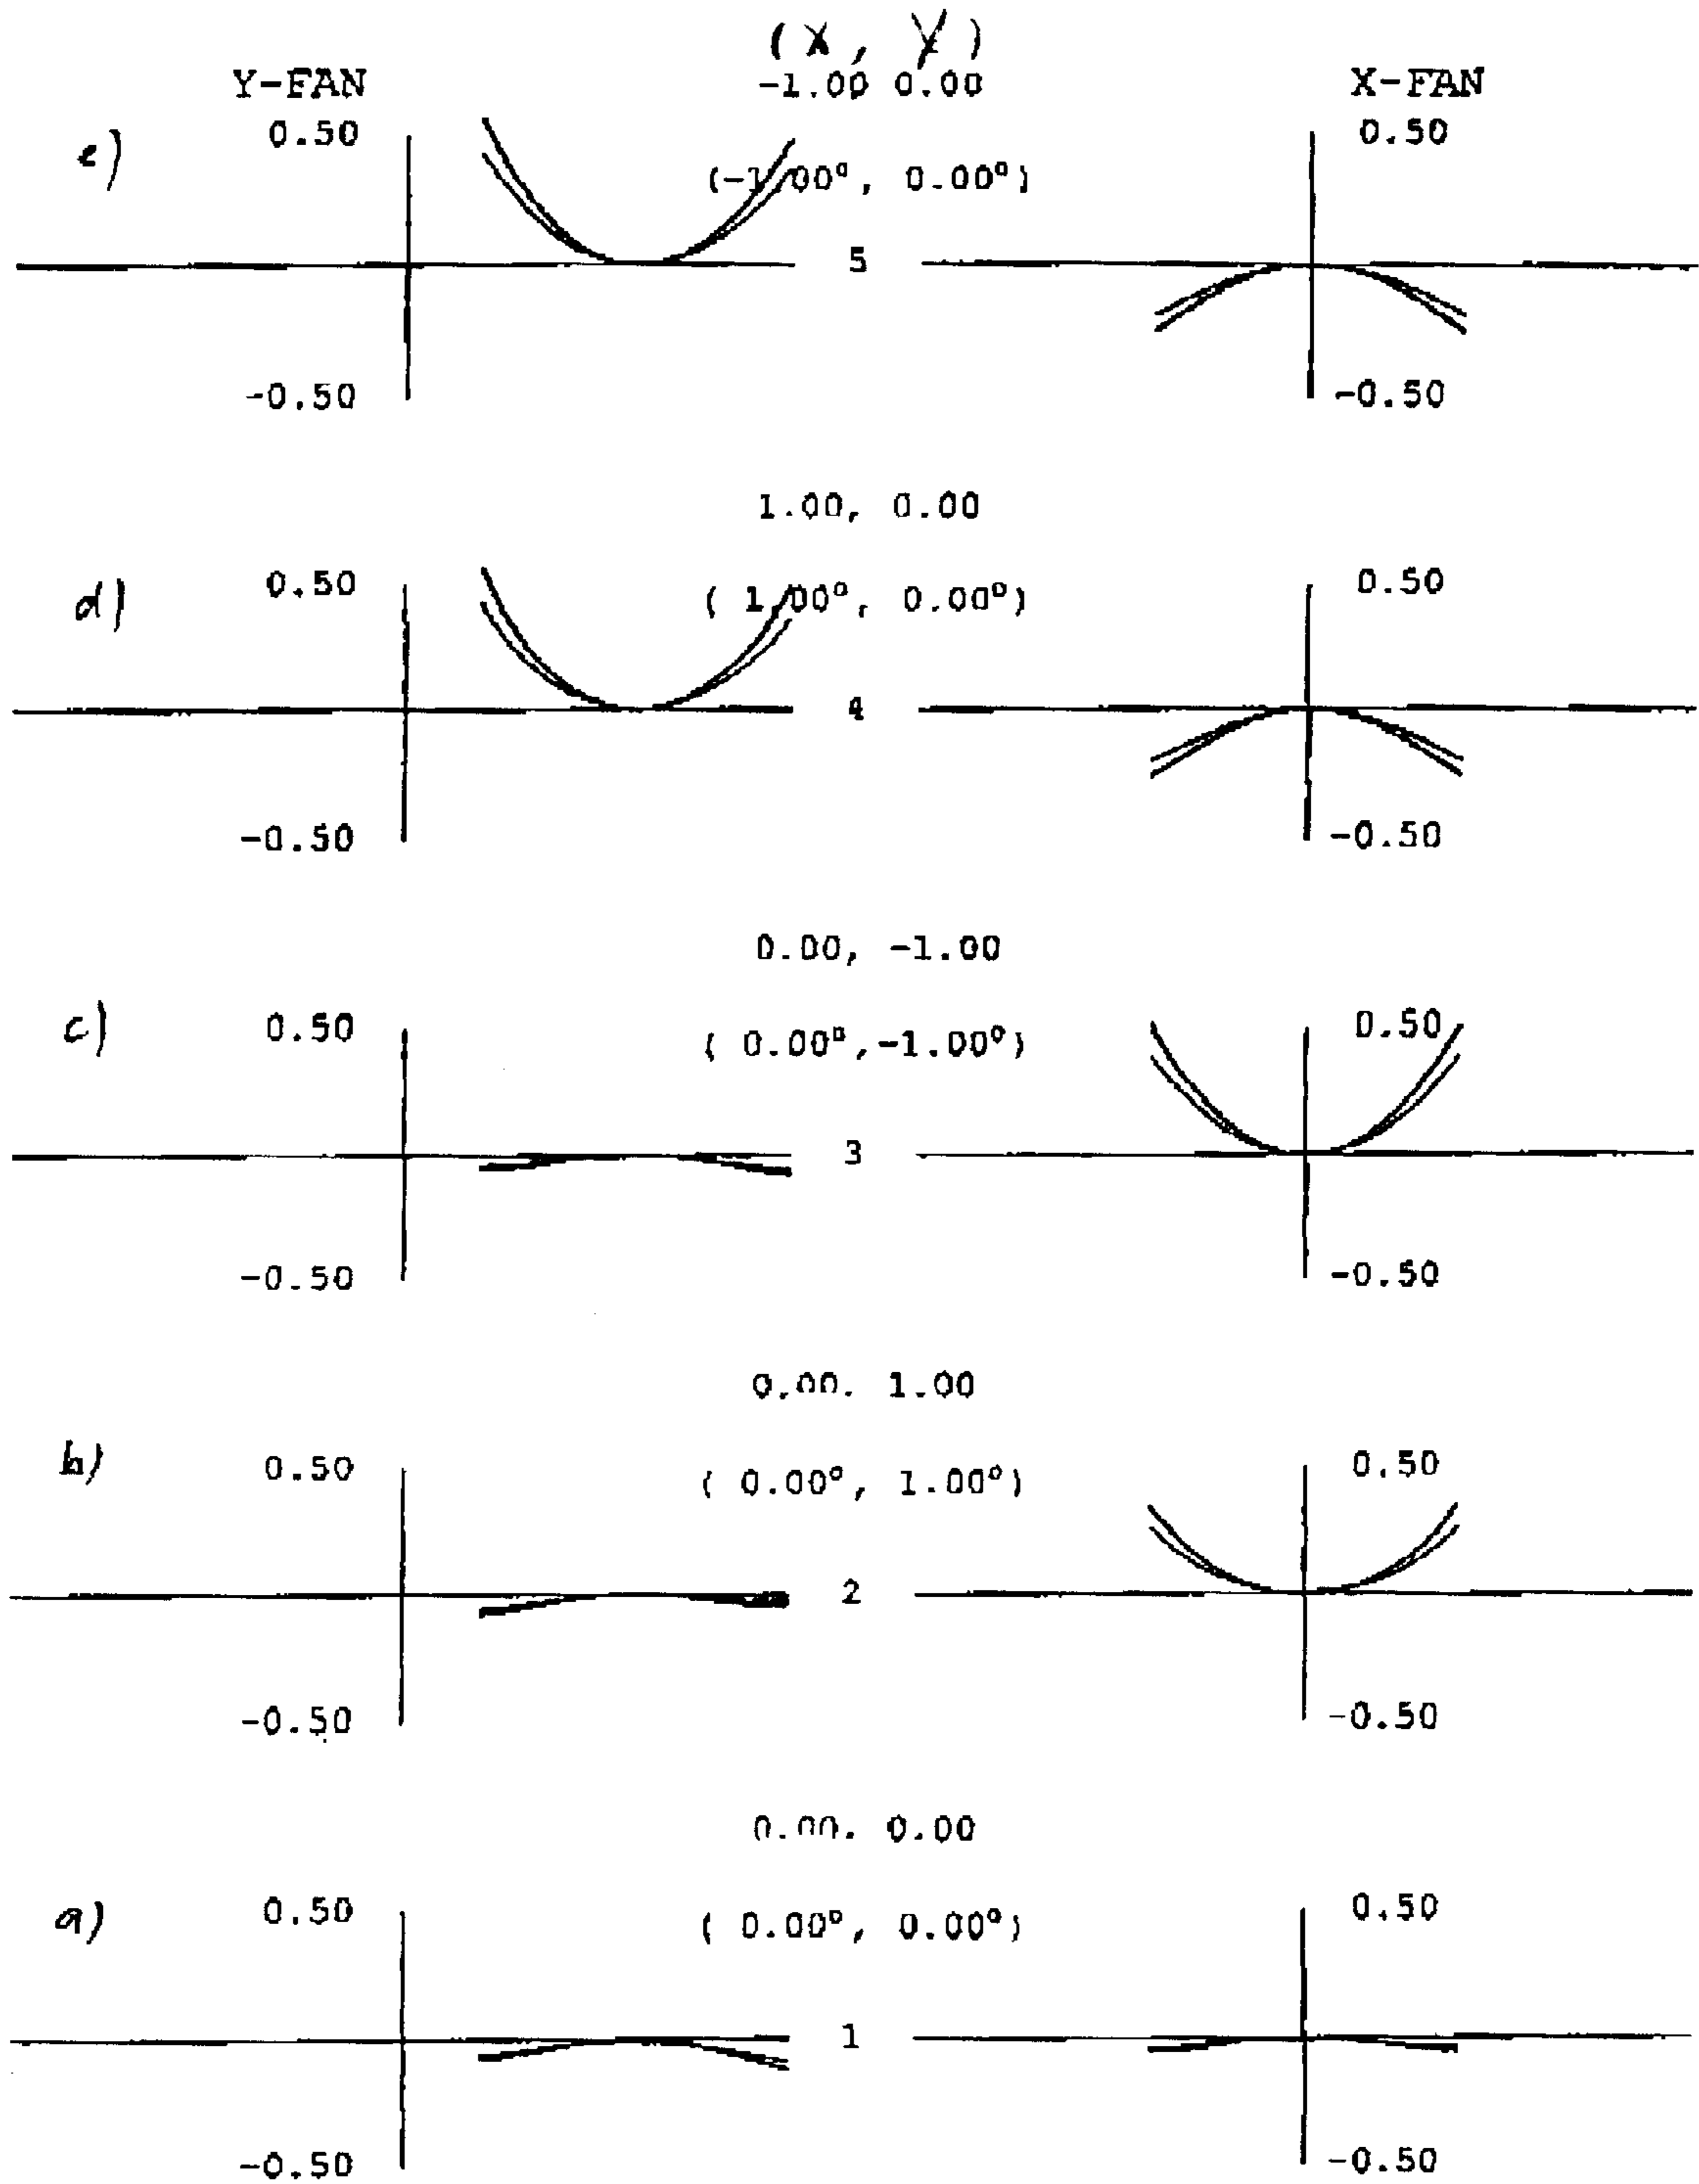 (X, Y)
Y-FAN -1.00 0.00 X-FAN
e) 0.50 (-1.00°, 0.00°) 0.50
5
-0.50 -0.50
1.00, 0.00
d) 0.50 ( 1.00°, 0.00°) 0.50
4
-0.50 -0.50
0.00, -1.00
c) 0.50 ( 0.00°,-1.00°) 0.50
3
-0.50 -0.50
0.00. 1.00
b) 0.50 ( 0.00°, 1.00°) 0.50
2
-0.50 -0.50
0.00. 0.00
a) 0.50 ( 0.00°, 0.00°) 0.50
1
-0.50 -0.50